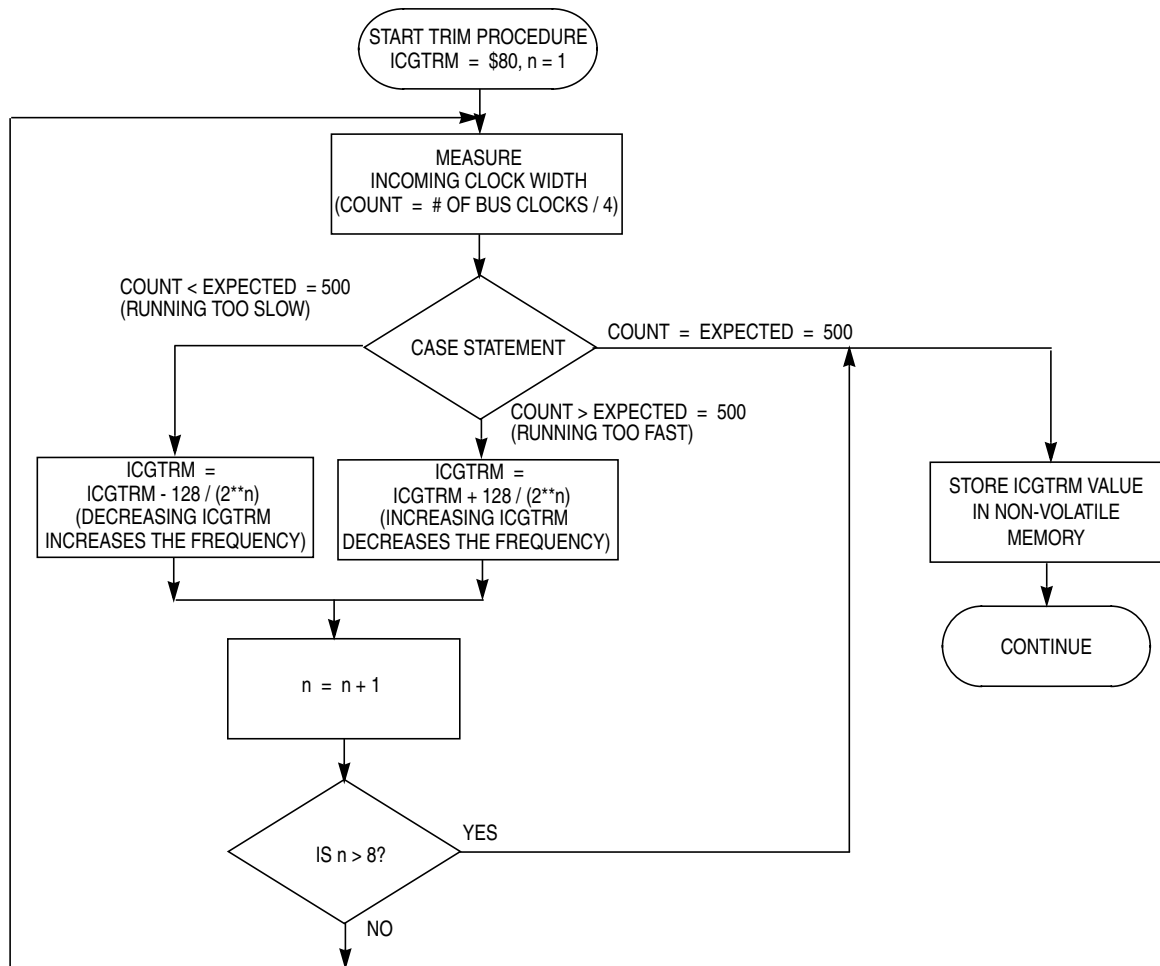 START TRIM PROCEDURE
ICGTRM = $80, n = 1
MEASURE
INCOMING CLOCK WIDTH
(COUNT = # OF BUS CLOCKS / 4)
COUNT < EXPECTED = 500
(RUNNING TOO SLOW)
CASE STATEMENT
COUNT = EXPECTED = 500
COUNT > EXPECTED = 500
(RUNNING TOO FAST)
ICGTRM =
ICGTRM - 128 / (2**n)
(DECREASING ICGTRM
INCREASES THE FREQUENCY)
ICGTRM =
ICGTRM + 128 / (2**n)
(INCREASING ICGTRM
DECREASES THE FREQUENCY)
STORE ICGTRM VALUE
IN NON-VOLATILE
MEMORY
CONTINUE
n = n + 1
IS n > 8?
YES
NO